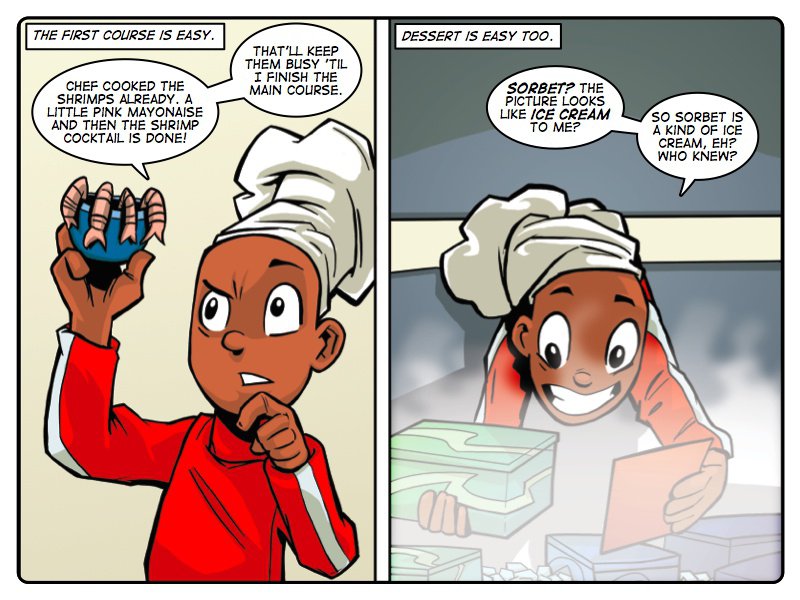 THE FIRST COURSE IS EASY.
CHEF COOKED THE
SHRIMPS ALREADY. A
LITTLE PINK MAYONAISE
AND THEN THE SHRIMP
COCKTAIL IS DONE!
THAT'LL KEEP
THEM BUSY 'TIL
I FINISH THE
MAIN COURSE.
DESSERT IS EASY TOO.
SORBET? THE
PICTURE LOOKS
LIKE ICE CREAM
TO ME?
SO SORBET IS
A KIND OF ICE
CREAM, EH?
WHO KNEW?